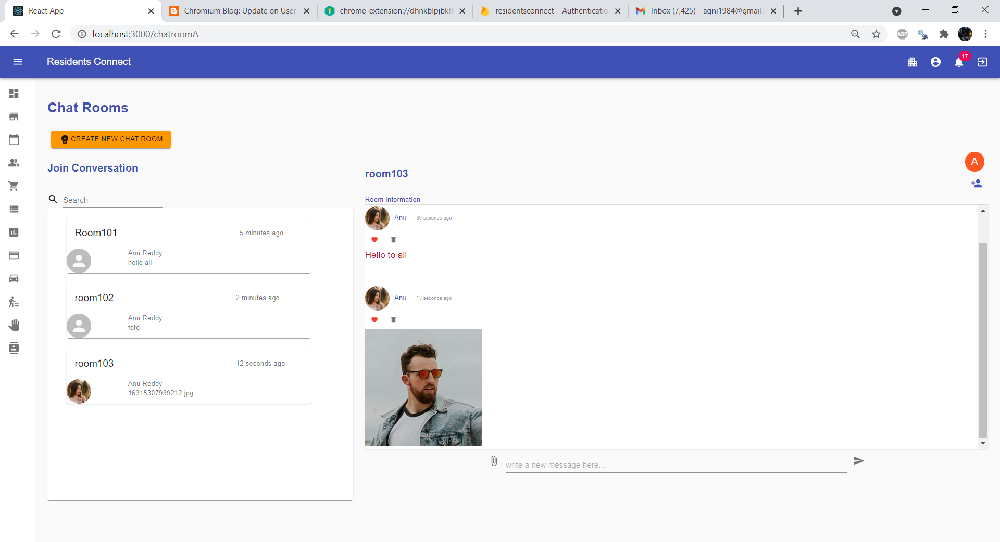 React App
Chromium Blog: Update on User-
chrome-extension://dhnkblpjbkfk
residentsconnect – Authentication
Inbox (7,425) - agni1984@gmail.c
localhost:3000/chatroomA
ABP
Residents Connect
17
Chat Rooms
CREATE NEW CHAT ROOM
Join Conversation
Search
Room101
5 minutes ago
Anu Reddy
hello all
room102
2 minutes ago
Anu Reddy
fdfd
room103
12 seconds ago
Anu Reddy
16315307939212.jpg
room103
A
Room Information
Anu
30 seconds ago
Hello to all
Anu
13 seconds ago
write a new message here...